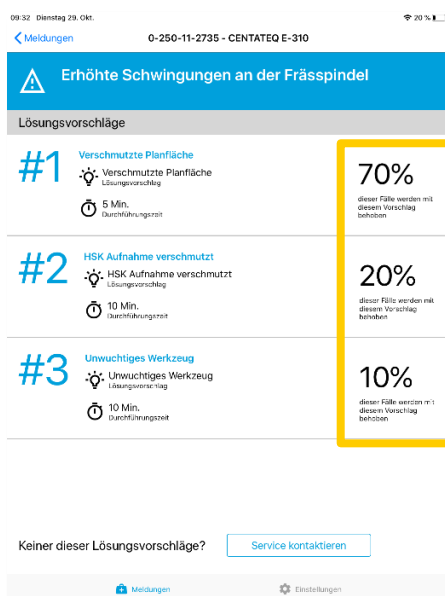 09:32 Dienstag 29. Okt.
20 %
Meldungen
0-250-11-2735 - CENTATEQ E-310
Erhöhte Schwingungen an der Frässpindel
Lösungsvorschläge
#1
Verschmutzte Planfläche
Verschmutzte Planfläche
Lösungsvorschlag
5 Min.
Durchführungszeit
70%
dieser Fälle werden mit
diesem Vorschlag
behoben
#2
HSK Aufnahme verschmutzt
HSK Aufnahme verschmutzt
Lösungsvorschlag
10 Min.
Durchführungszeit
20%
dieser Fälle werden mit
diesem Vorschlag
behoben
#3
Unwuchtiges Werkzeug
Unwuchtiges Werkzeug
Lösungsvorschlag
10 Min.
Durchführungszeit
10%
dieser Fälle werden mit
diesem Vorschlag
behoben
Keiner dieser Lösungsvorschläge?
Service kontaktieren
Meldungen
Einstellungen